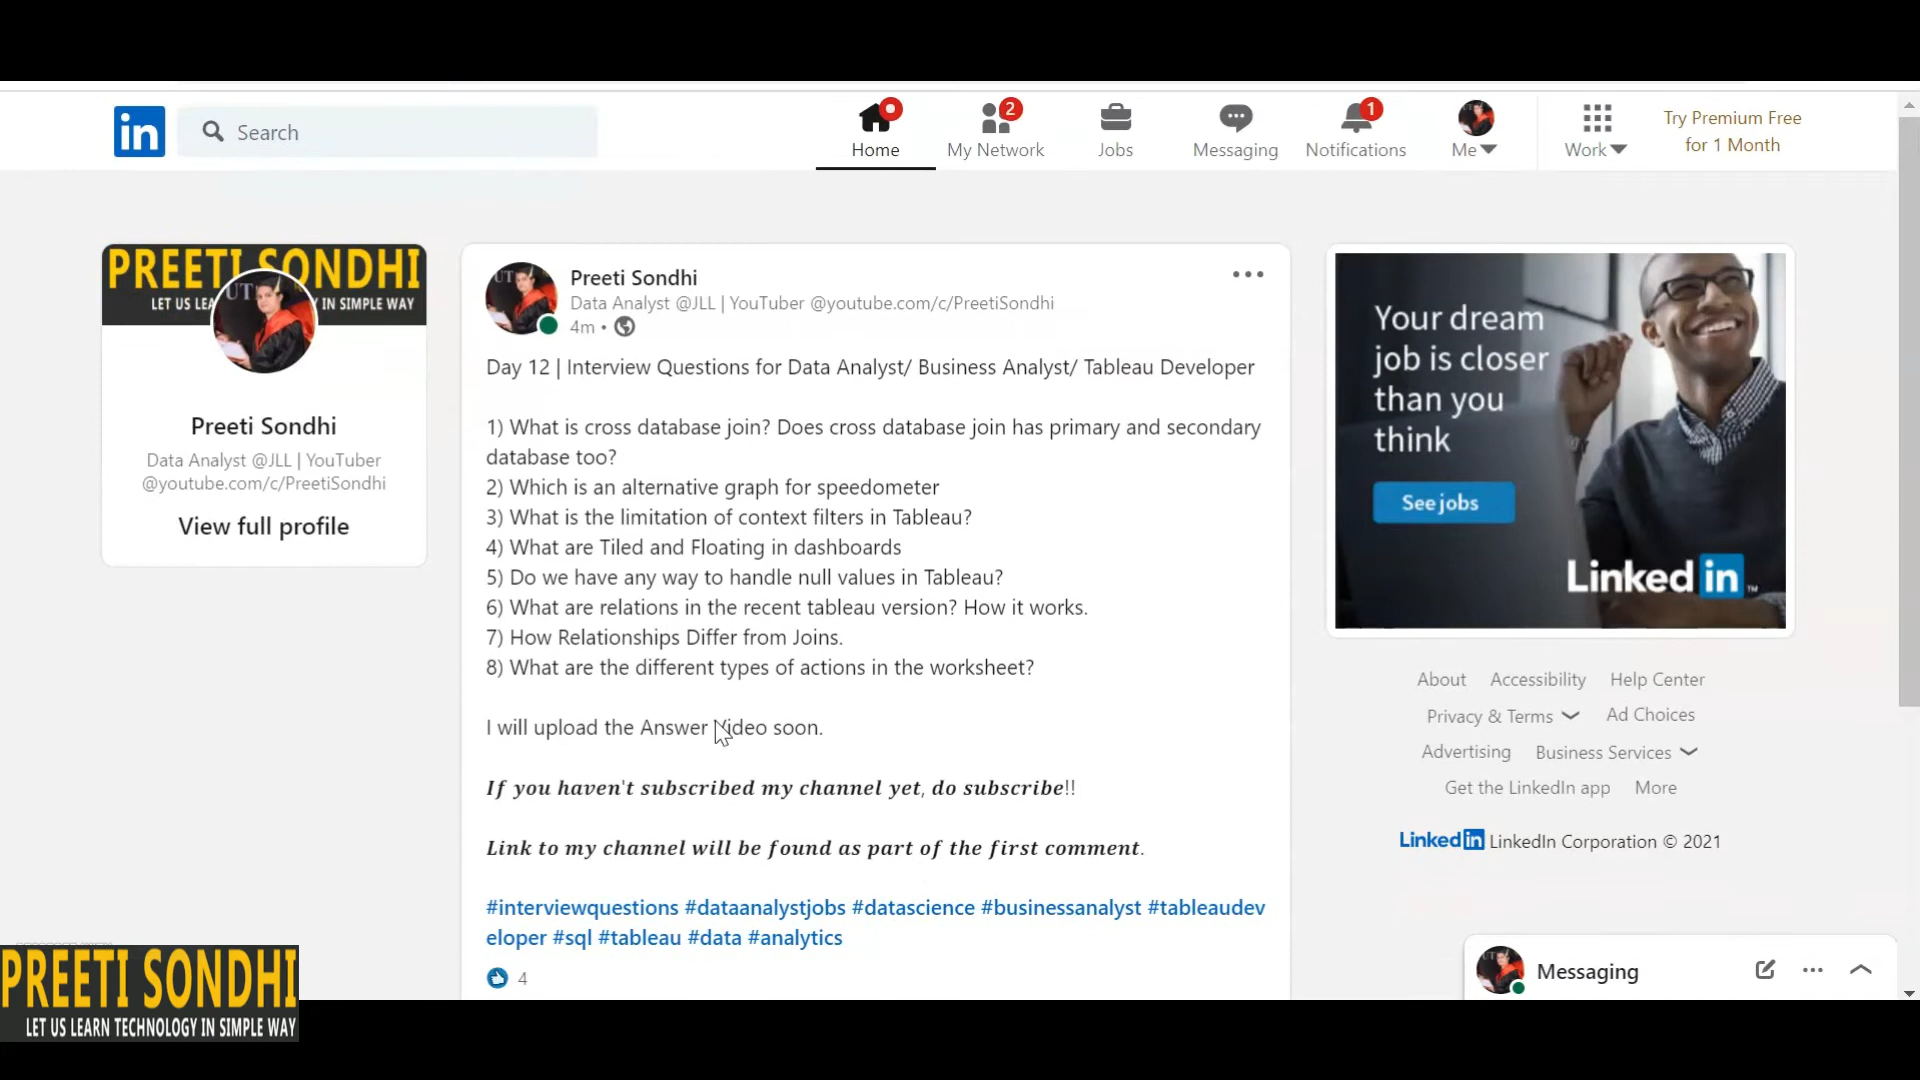 in
Search
Home
2
My Network
Jobs
Messaging
1
Notifications
Me
Work
Try Premium Free
for 1 Month
PREETI SONDHI
LET US LEA
Y IN SIMPLE WAY
UT
Preeti Sondhi
Data Analyst @JLL | YouTuber
@youtube.com/c/PreetiSondhi
View full profile
Preeti Sondhi
Data Analyst @JLL | YouTuber @youtube.com/c/PreetiSondhi
4m •
Day 12 | Interview Questions for Data Analyst/ Business Analyst/ Tableau Developer
1) What is cross database join? Does cross database join has primary and secondary
database too?
2) Which is an alternative graph for speedometer
3) What is the limitation of context filters in Tableau?
4) What are Tiled and Floating in dashboards
5) Do we have any way to handle null values in Tableau?
6) What are relations in the recent tableau version? How it works.
7) How Relationships Differ from Joins.
8) What are the different types of actions in the worksheet?
I will upload the Answer Video soon.
If you haven't subscribed my channel yet, do subscribe!!
Link to my channel will be found as part of the first comment.
#interviewquestions #dataanalystjobs #datascience #businessanalyst #tableaudev
eloper #sql #tableau #data #analytics
4
Your dream
job is closer
than you
think
See jobs
Linked in
About Accessibility Help Center
Privacy & Terms Ad Choices
Advertising Business Services
Get the LinkedIn app More
Linked in LinkedIn Corporation © 2021
Messaging
PREETI SONDHI
LET US LEARN TECHNOLOGY IN SIMPLE WAY